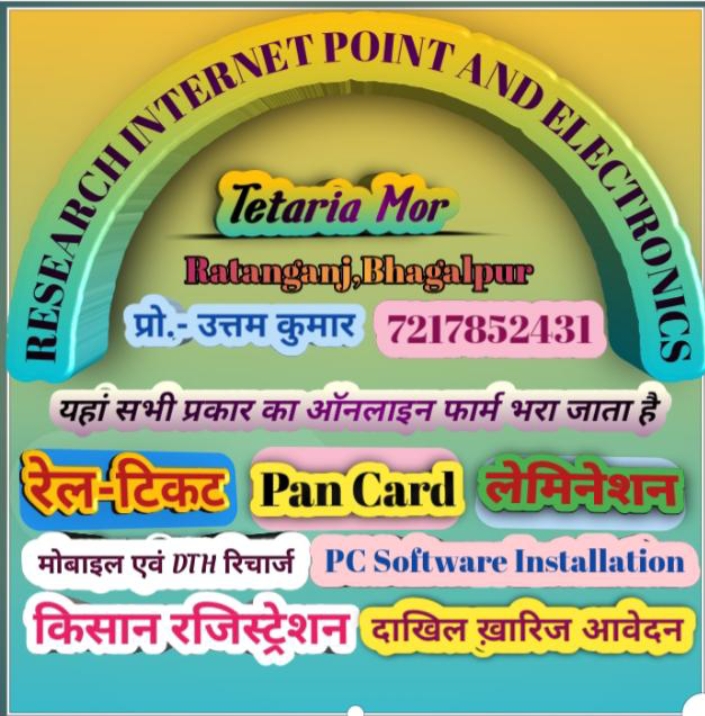 RESEARCH INTERNET POINT AND ELECTRONICS
Tetaria Mor
Ratanganj,Bhagalpur
प्रो.- उत्तम कुमार 7217852431
यहां सभी प्रकार का ऑनलाइन फार्म भरा जाता है
रेल-टिकट Pan Card लेमिनेशन
मोबाइल एवं DTH रिचार्ज PC Software Installation
किसान रजिस्ट्रेशन दाखिल ख़ारिज आवेदन